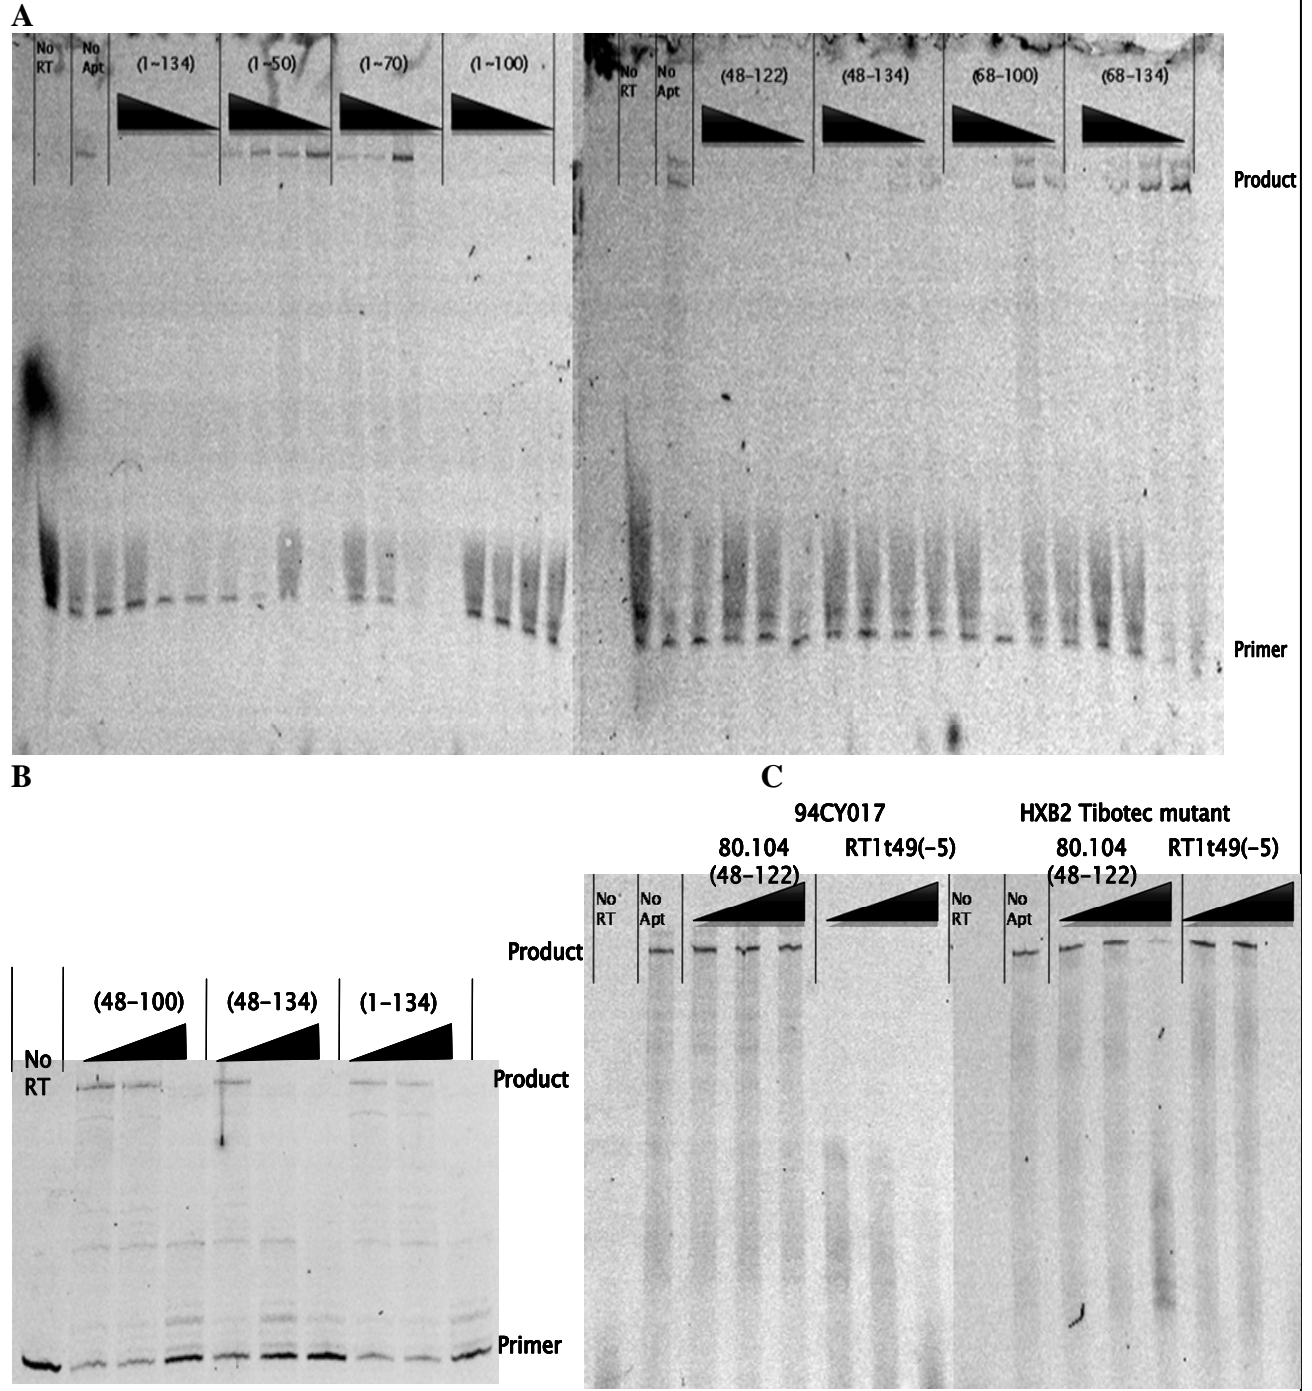 A
No RT
No Apt
(1-134)
(1-50)
(1-70)
(1-100)
No RT
No Apt
(48-122)
(48-134)
(68-100)
(68-134)
Product
Primer
B
No RT
(48-100)
(48-134)
(1-134)
Product
Primer
C
94CY017
HXB2 Tibotec mutant
80.104
(48-122)
RT1t49(-5)
80.104
(48-122)
RT1t49(-5)
No RT
No Apt
No RT
No Apt
Product